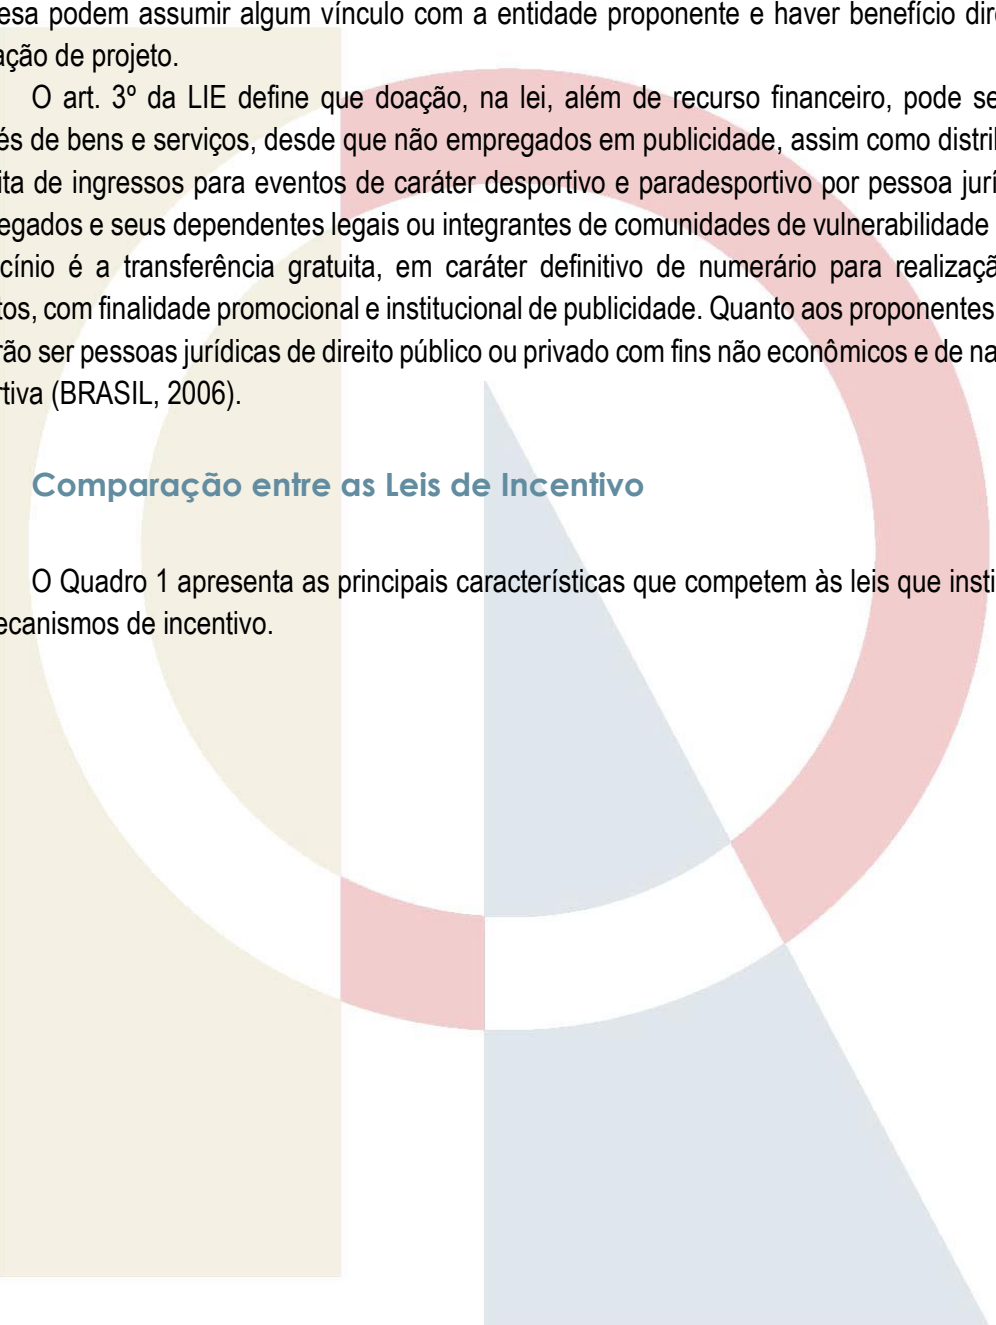 esa podem assumir algum vínculo com a entidade proponente e haver benefício dire
ação de projeto.
O art. 3º da LIE define que doação, na lei, além de recurso financeiro, pode se
és de bens e serviços, desde que não empregados em publicidade, assim como distril
ita de ingressos para eventos de caráter desportivo e paradesportivo por pessoa jurí
egados e seus dependentes legais ou integrantes de comunidades de vulnerabilidade
cínio é a transferência gratuita, em caráter definitivo de numerário para realizaçã
tos, com finalidade promocional e institucional de publicidade. Quanto aos proponentes
rão ser pessoas jurídicas de direito público ou privado com fins não econômicos e de na
rtiva (BRASIL, 2006).
Comparação entre as Leis de Incentivo
O Quadro 1 apresenta as principais características que competem às leis que insti
ecanismos de incentivo.